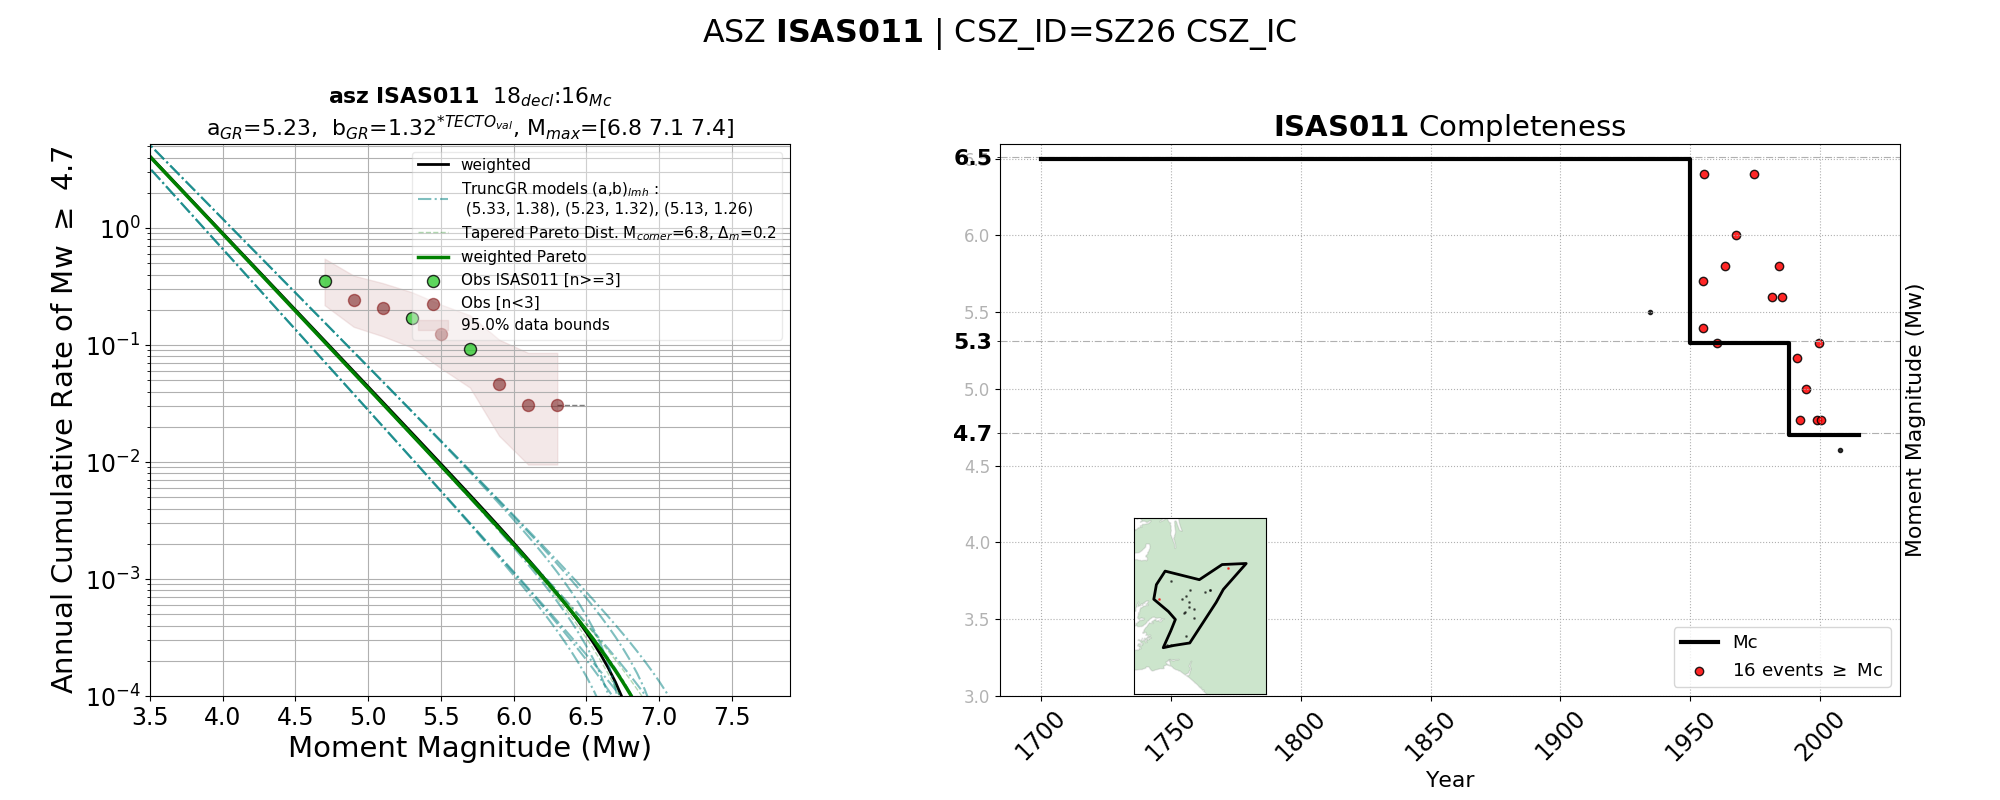 ASZ ISAS011 | CSZ_ID=SZ26 CSZ_IC
asz ISAS011 18decl:16Mc
aGR=5.23, bGR=1.32*TECTOval, Mmax=[6.8 7.1 7.4]
Annual Cumulative Rate of Mw ≥ 4.7
10^0
10^-1
10^-2
10^-3
10^-4
weighted
TruncGR models (a,b)lmh :
(5.33, 1.38), (5.23, 1.32), (5.13, 1.26)
Tapered Pareto Dist. Mcorner=6.8, Δm=0.2
weighted Pareto
Obs ISAS011 [n>=3]
Obs [n<3]
95.0% data bounds
3.5 4.0 4.5 5.0 5.5 6.0 6.5 7.0 7.5
Moment Magnitude (Mw)
ISAS011 Completeness
6.5
6.0
5.5
5.3
5.0
4.7
4.5
4.0
3.5
3.0
Moment Magnitude (Mw)
Mc
16 events ≥ Mc
1700 1750 1800 1850 1900 1950 2000
Year